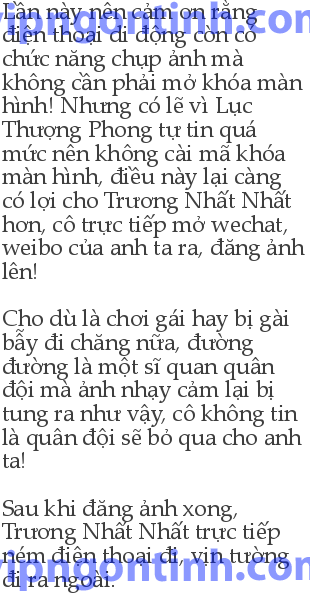 Lần này nên cảm ơn rằng
điện thoại di động còn có
chức năng chụp ảnh mà
không cần phải mở khóa màn
hình! Nhưng có lẽ vì Lục
Thượng Phong tự tin quá
mức nên không cài mã khóa
màn hình, điều này lại càng
có lợi cho Trương Nhất Nhất
hơn, cô trực tiếp mở wechat,
weibo của anh ta ra, đăng ảnh
lên!
Cho dù là chơi gái hay bị gài
bẫy đi chăng nữa, đường
đường là một sĩ quan quân
đội mà ảnh nhạy cảm lại bị
tung ra như vậy, cô không tin
là quân đội sẽ bỏ qua cho anh
ta!
Sau khi đăng ảnh xong,
Trương Nhất Nhất trực tiếp
ném điện thoại đi, vịn tường
đi ra ngoài.
vipngontinh.com
vipngontinh.com